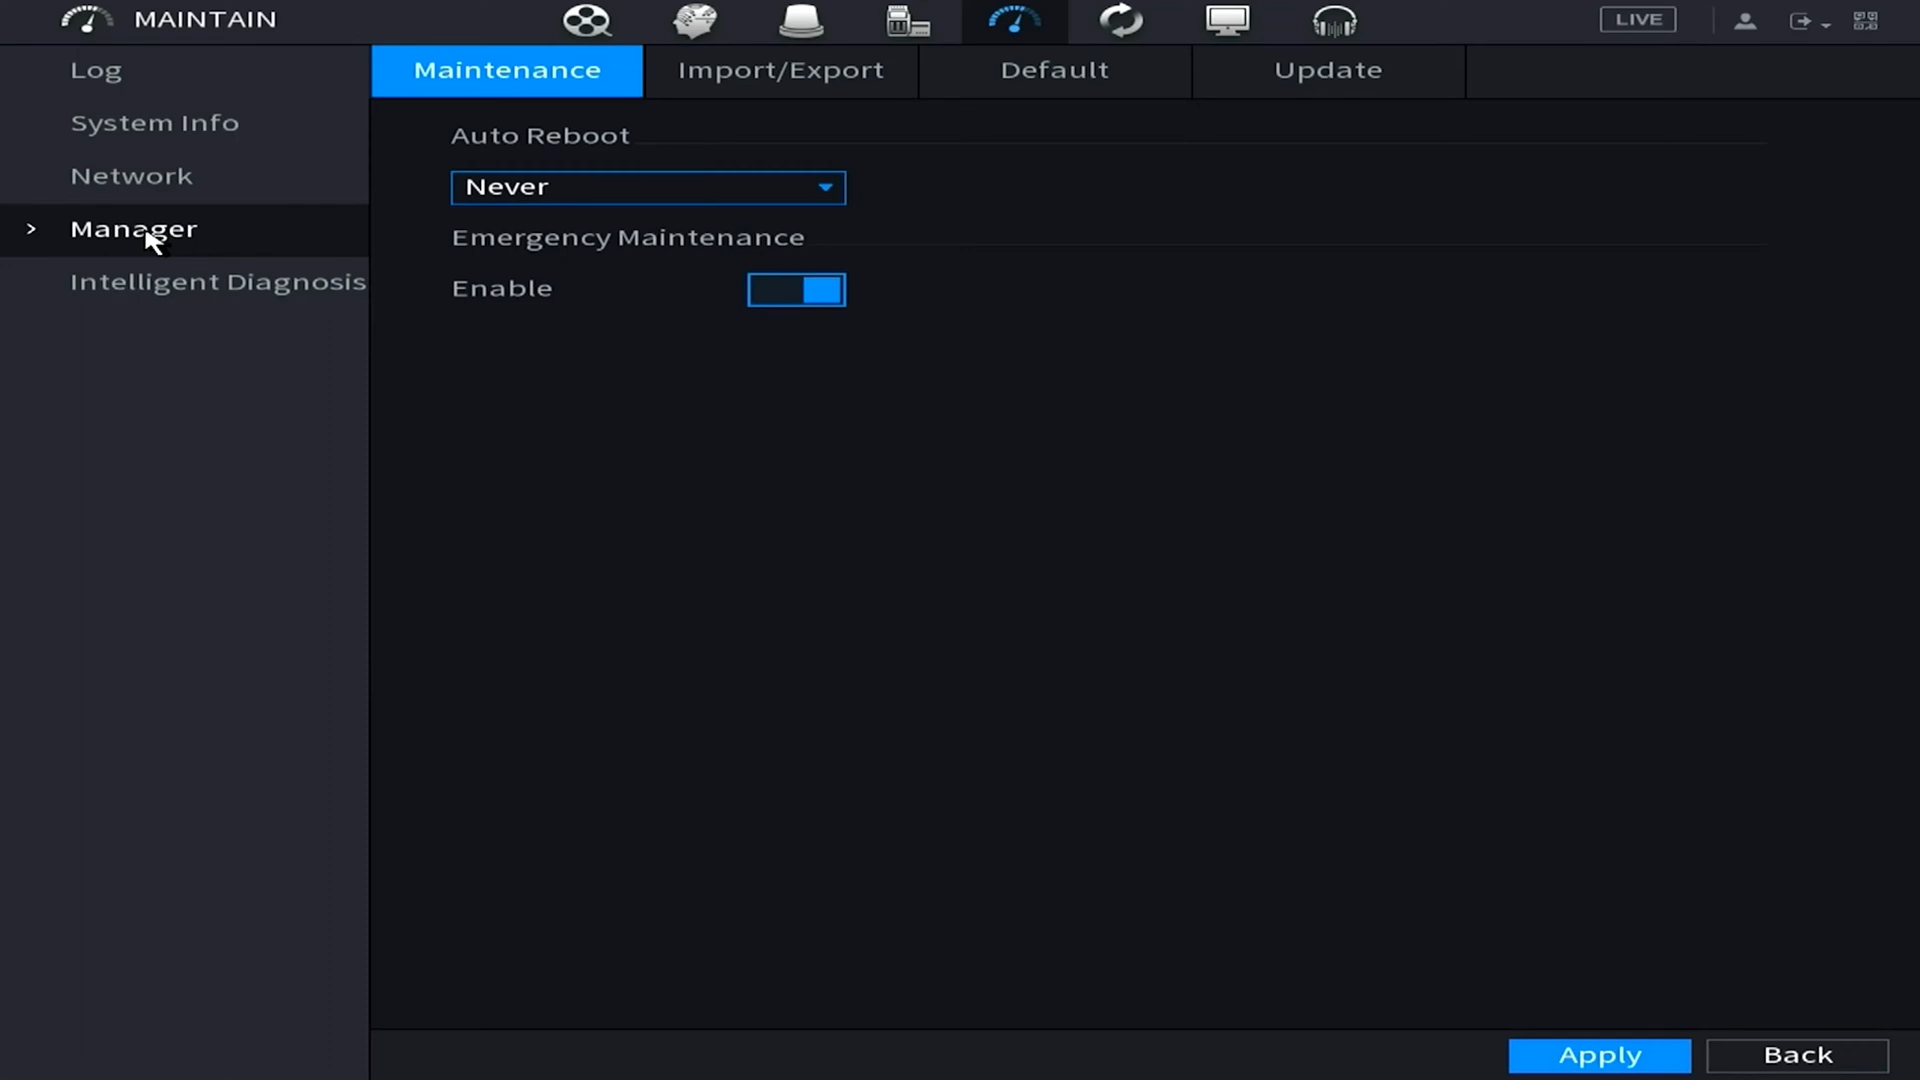 MAINTAIN
LIVE
Log
System Info
Network
> Manager
Intelligent Diagnosis
Maintenance
Import/Export
Default
Update
Auto Reboot
Never
Emergency Maintenance
Enable
Apply
Back